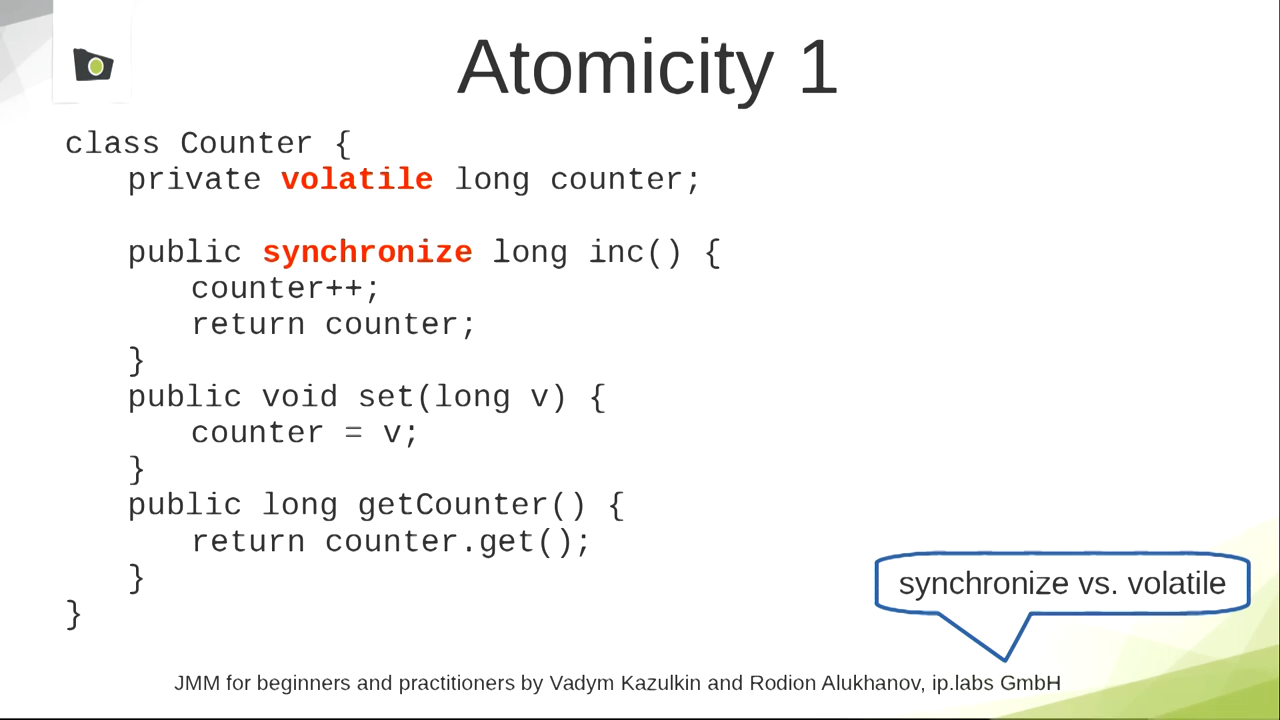 Atomicity 1
class Counter {
private volatile long counter;
public synchronize long inc() {
counter++;
return counter;
}
public void set(long v) {
counter = v;
}
public long getCounter() {
return counter.get();
}
}
synchronize vs. volatile
JMM for beginners and practitioners by Vadym Kazulkin and Rodion Alukhanov, ip.labs GmbH